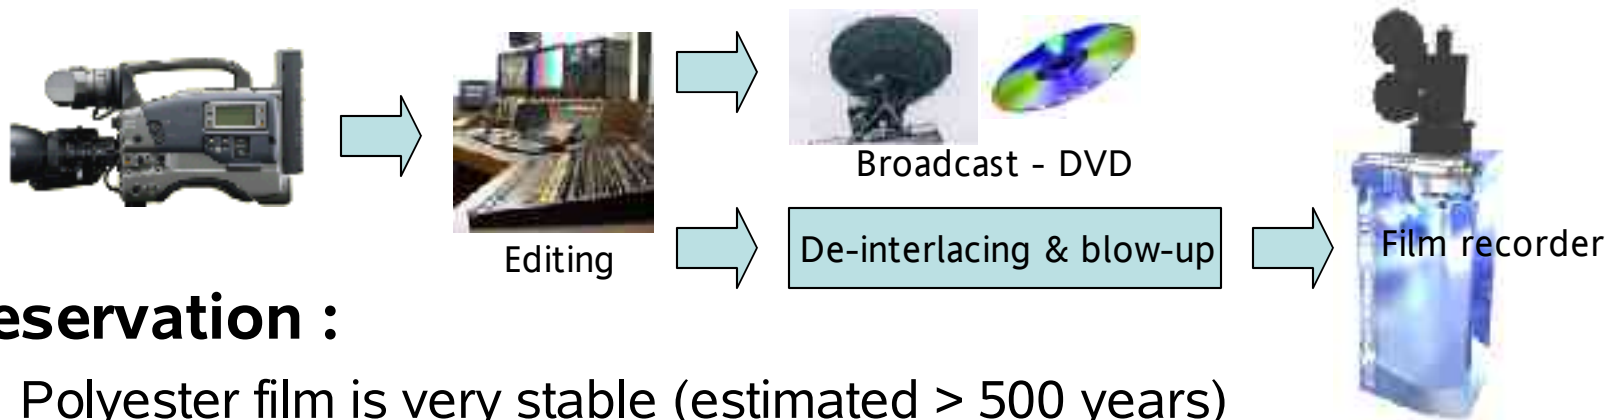 Broadcast - DVD
Editing
De-interlacing & blow-up
Film recorder
eservation :
Polyester film is very stable (estimated > 500 years)